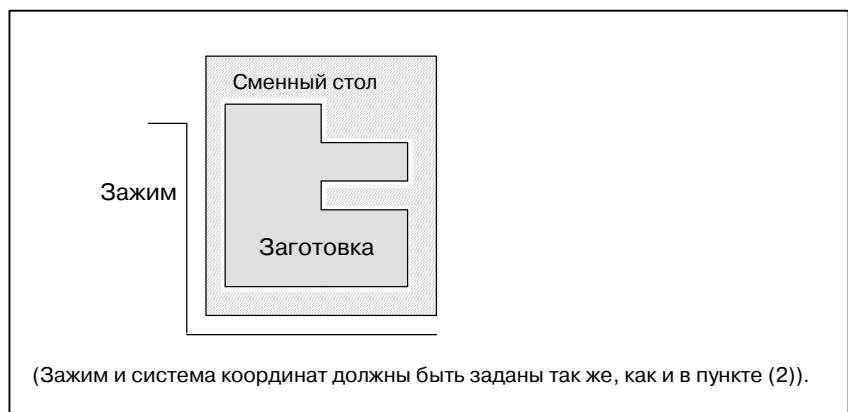 Сменный стол
Зажим
Заготовка
(Зажим и система координат должны быть заданы так же, как и в пункте (2)).